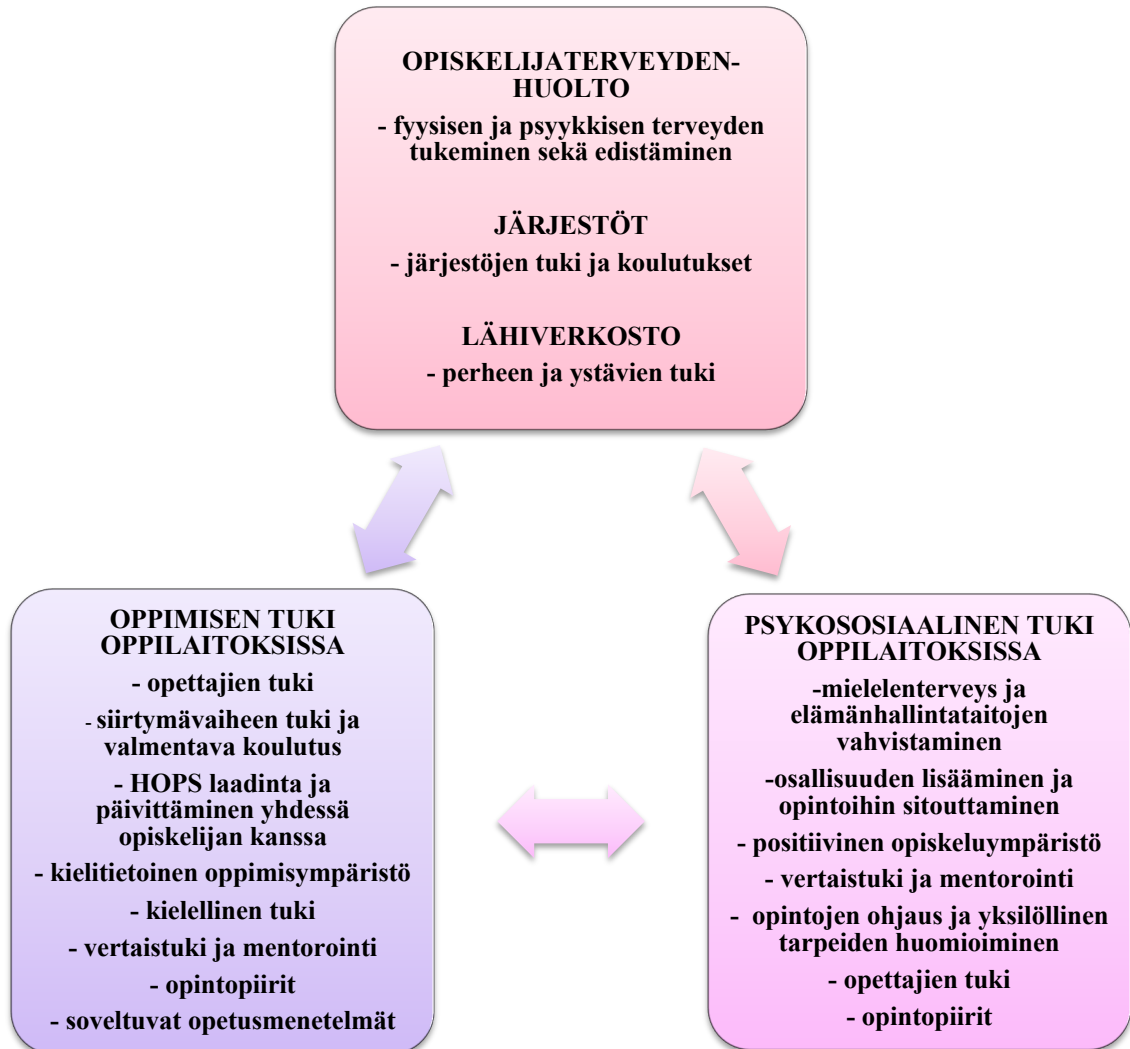 OPISKELIJATERVEYDEN-
HUOLTO
- fyysisen ja psyykkisen terveyden
tukeminen sekä edistäminen
JÄRJESTÖT
- järjestöjen tuki ja koulutukset
LÄHIVERKOSTO
- perheen ja ystävien tuki
OPPIMISEN TUKI
OPPILAITOKSISSA
- opettajien tuki
- siirtymävaiheen tuki ja
valmentava koulutus
- HOPS laadinta ja
päivittäminen yhdessä
opiskelijan kanssa
- kielitietoinen oppimisympäristö
- kielellinen tuki
- vertaistuki ja mentorointi
- opintopiirit
- soveltuvat opetusmenetelmät
PSYKOSOSIAALINEN TUKI
OPPILAITOKSISSA
-mielelenterveys ja
elämänhallintataitojen
vahvistaminen
-osallisuuden lisääminen ja
opintoihin sitouttaminen
- positiivinen opiskeluympäristö
- vertaistuki ja mentorointi
- opintojen ohjaus ja yksilöllinen
tarpeiden huomioiminen
- opettajien tuki
- opintopiirit